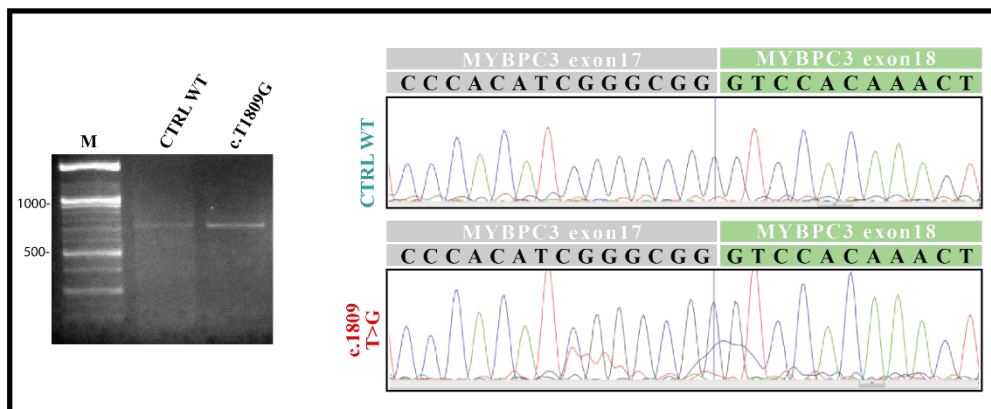 M
CTRL WT
c.T1809G
1000-
500-
CTRL WT
MYBPC3 exon17
MYBPC3 exon18
C C C A C A T C G G G C G G
G T C C A C A A A C T
c.1809
T>G
MYBPC3 exon17
MYBPC3 exon18
C C C A C A T C G G G C G G
G T C C A C A A A C T